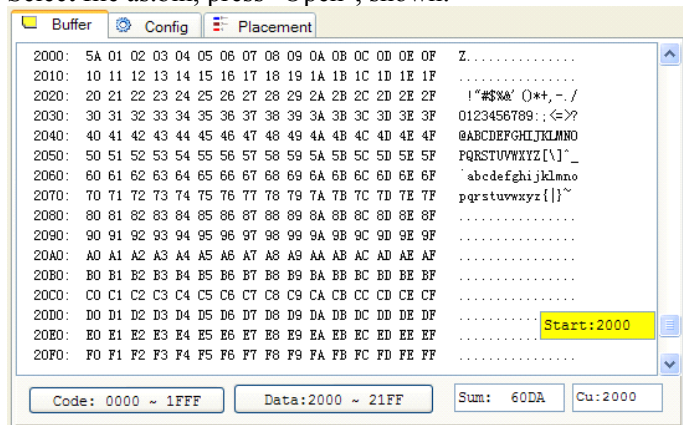 Select file as.bin, press "Open", shown:
Buffer Config Placement
2000: 5A 01 02 03 04 05 06 07 08 09 0A 0B 0C 0D 0E 0F Z...............
2010: 10 11 12 13 14 15 16 17 18 19 1A 1B 1C 1D 1E 1F ................
2020: 20 21 22 23 24 25 26 27 28 29 2A 2B 2C 2D 2E 2F  !"#$%&'()*+,-./
2030: 30 31 32 33 34 35 36 37 38 39 3A 3B 3C 3D 3E 3F 0123456789:;<=>?
2040: 40 41 42 43 44 45 46 47 48 49 4A 4B 4C 4D 4E 4F @ABCDEFGHIJKLMNO
2050: 50 51 52 53 54 55 56 57 58 59 5A 5B 5C 5D 5E 5F PQRSTUVWXYZ[\]^_
2060: 60 61 62 63 64 65 66 67 68 69 6A 6B 6C 6D 6E 6F `abcdefghijklmno
2070: 70 71 72 73 74 75 76 77 78 79 7A 7B 7C 7D 7E 7F pqrstuvwxyz{|}~
2080: 80 81 82 83 84 85 86 87 88 89 8A 8B 8C 8D 8E 8F ................
2090: 90 91 92 93 94 95 96 97 98 99 9A 9B 9C 9D 9E 9F ................
20A0: A0 A1 A2 A3 A4 A5 A6 A7 A8 A9 AA AB AC AD AE AF ................
20B0: B0 B1 B2 B3 B4 B5 B6 B7 B8 B9 BA BB BC BD BE BF ................
20C0: C0 C1 C2 C3 C4 C5 C6 C7 C8 C9 CA CB CC CD CE CF ................
20D0: D0 D1 D2 D3 D4 D5 D6 D7 D8 D9 DA DB DC DD DE DF ...........
Start:2000
20E0: E0 E1 E2 E3 E4 E5 E6 E7 E8 E9 EA EB EC ED EE EF ...........
20F0: F0 F1 F2 F3 F4 F5 F6 F7 F8 F9 FA FB FC FD FE FF ................
Code: 0000 ~ 1FFF Data:2000 ~ 21FF Sum: 60DA Cu:2000